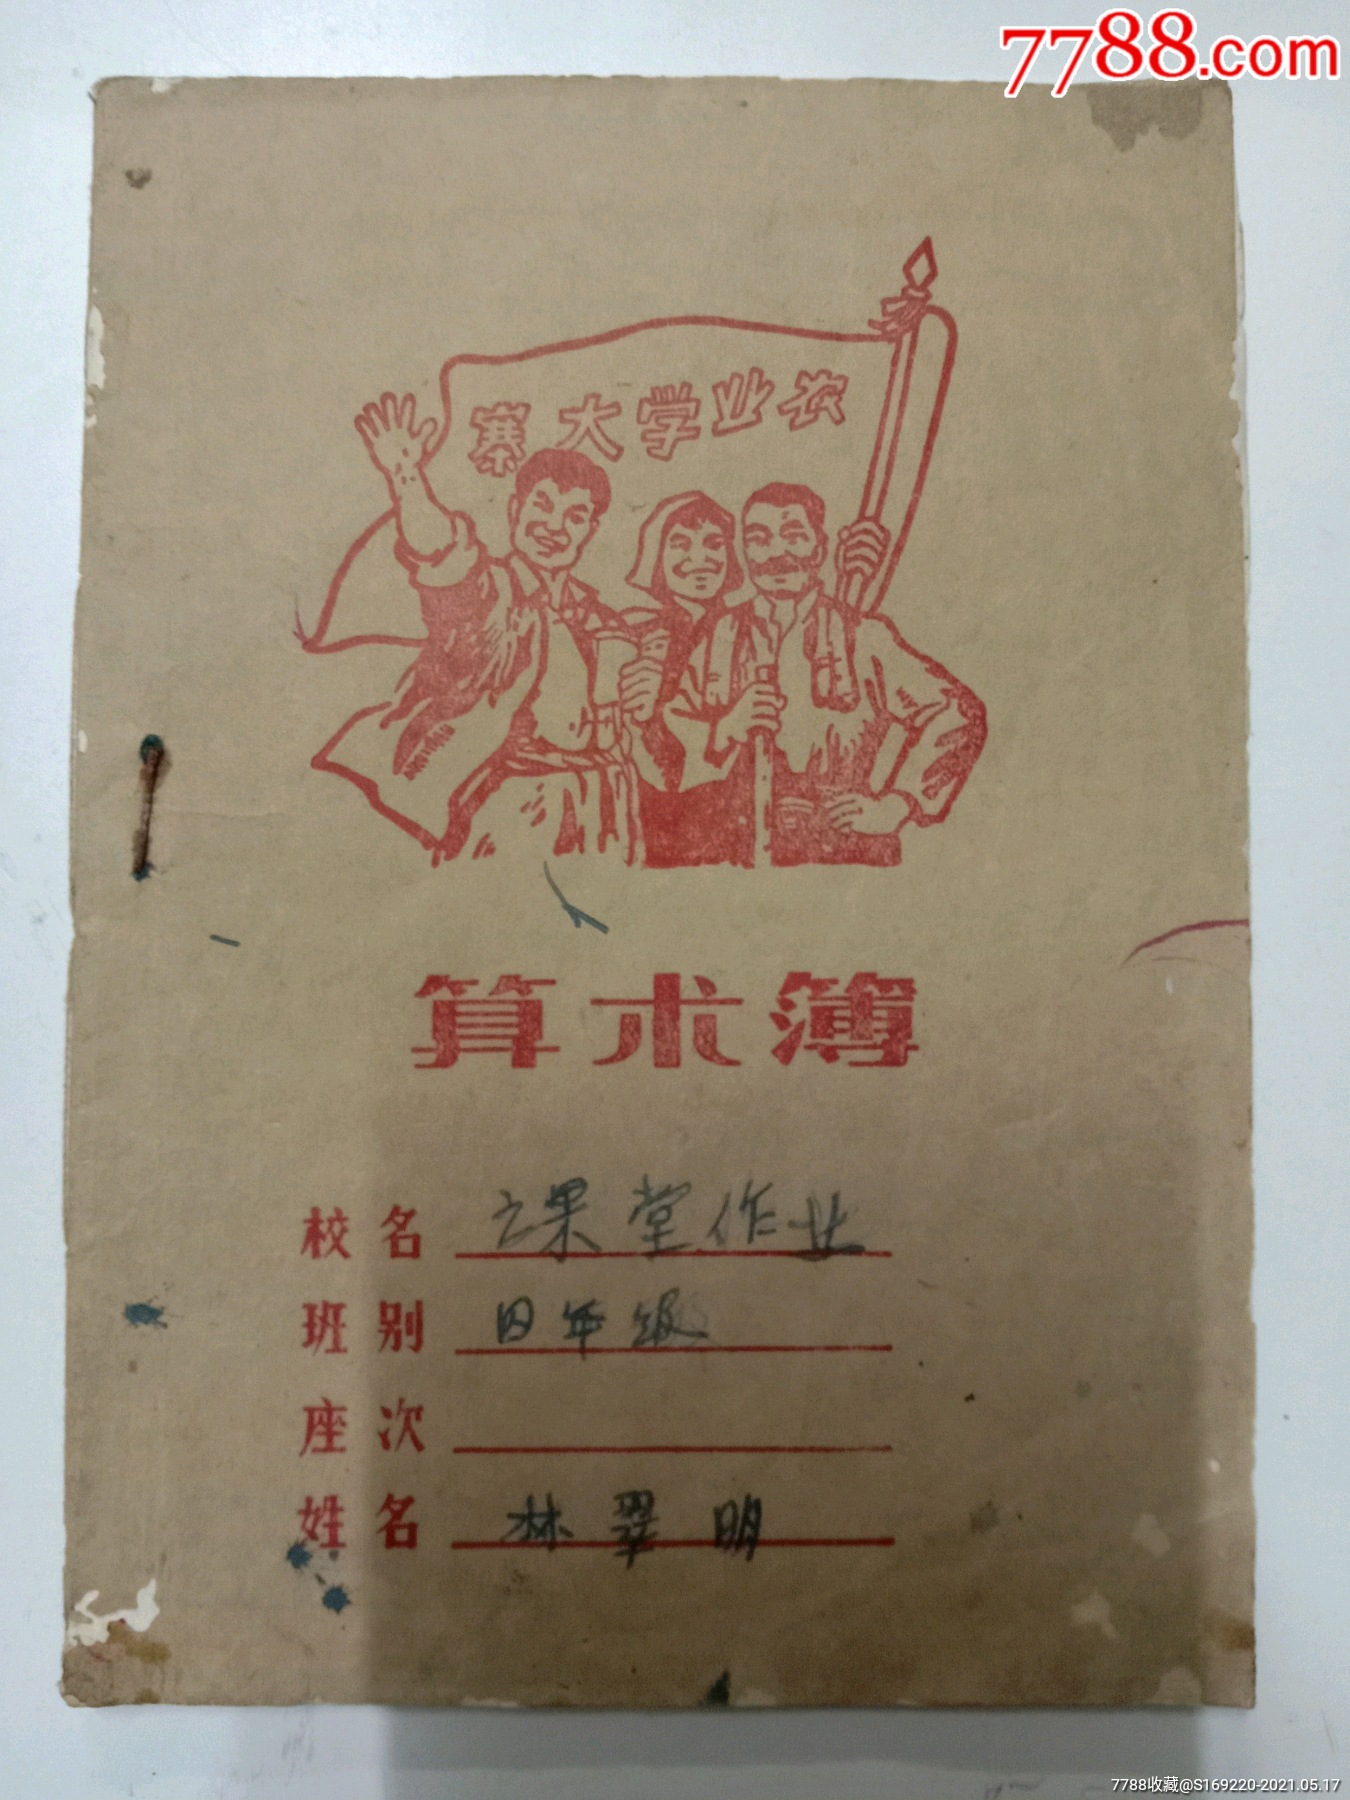 7788.com
寨大学业农
算术簿
校名 课堂作业
班别 四年级
座次
姓名 林翠明
7788收藏@S169220-2021.05.17